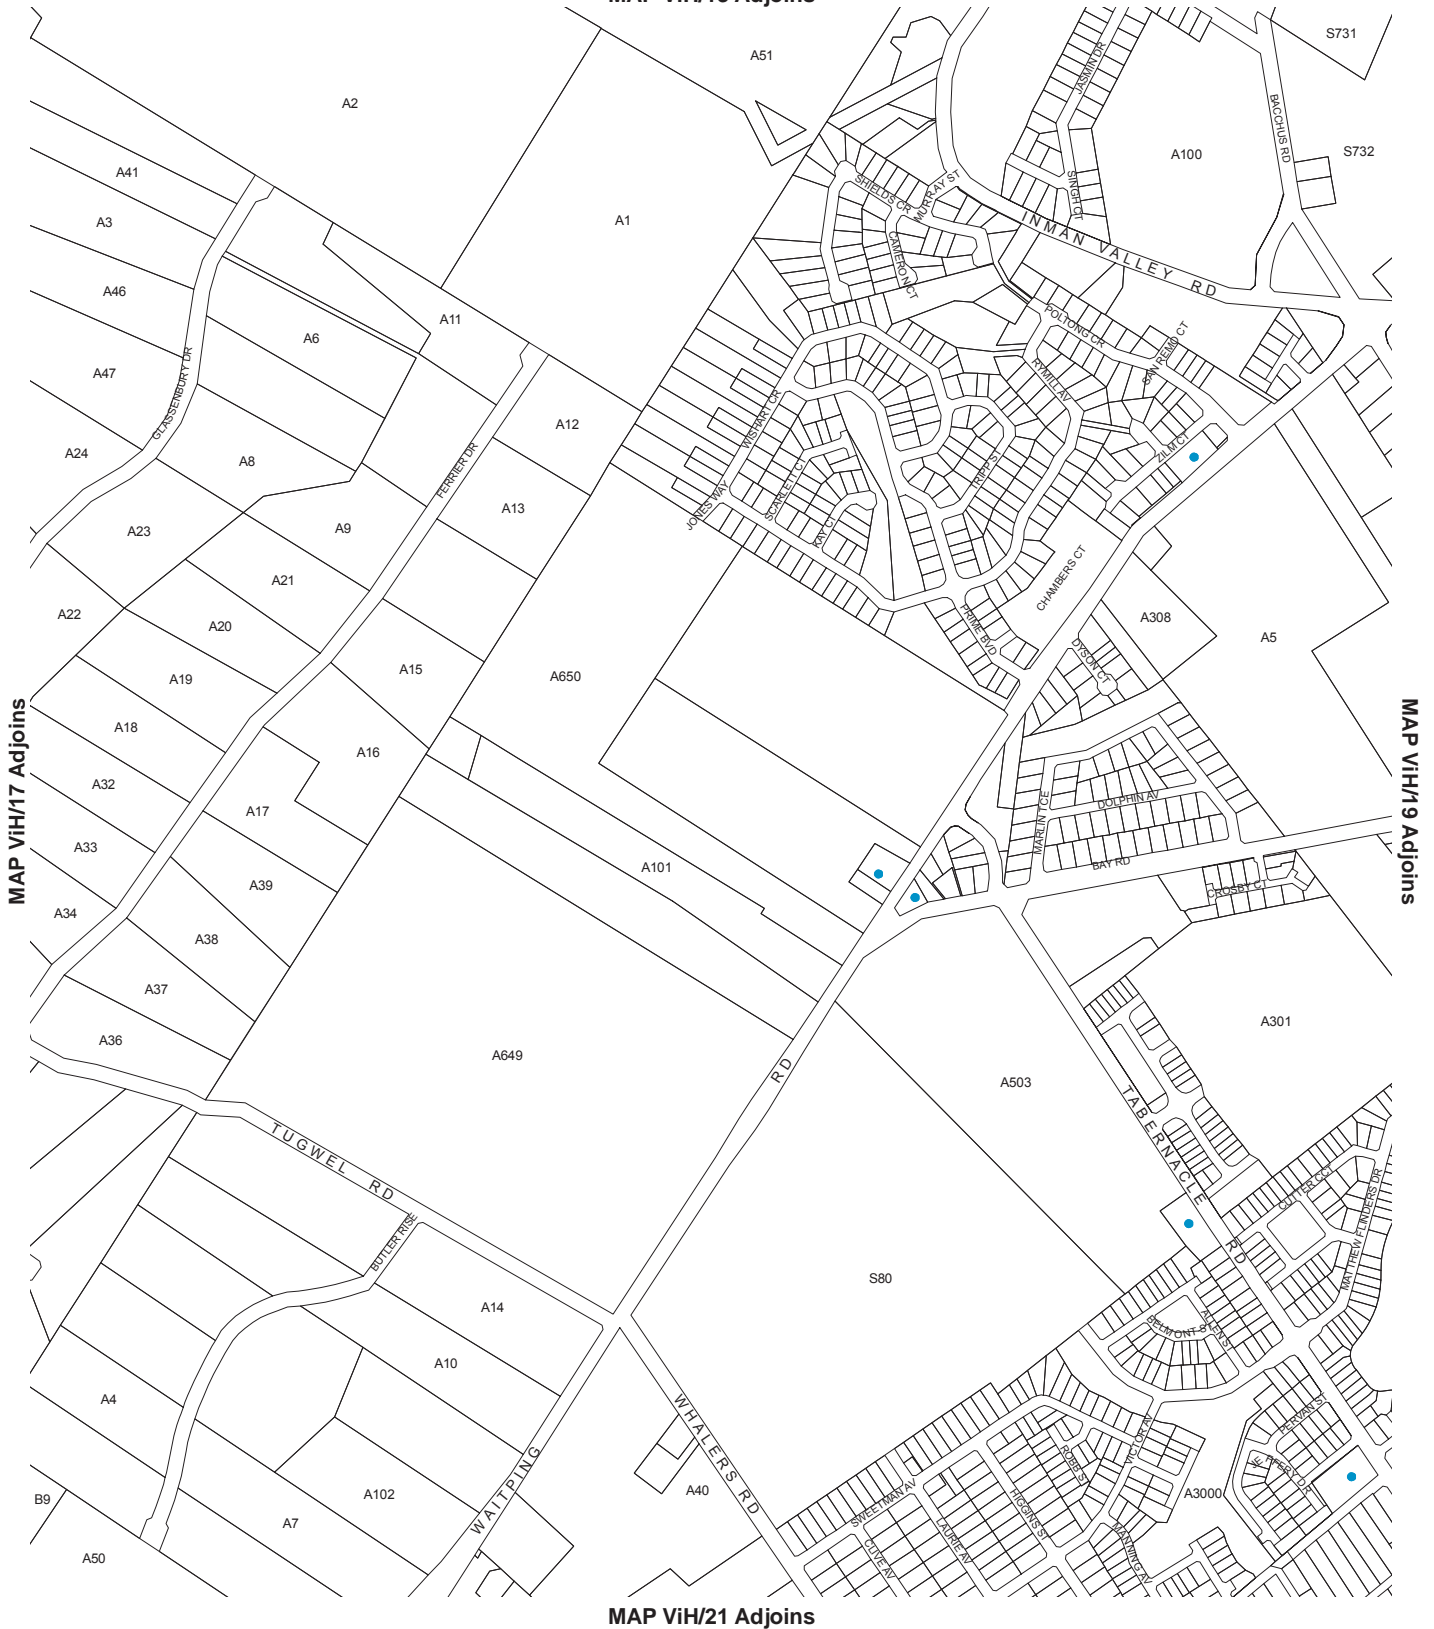 A51
S731
A2
JASMIN DR
BACCHUS RD
A100
S732
A41
SINGH CT
SHIELDS CR
MURRAY ST
A3
A1
INMAN VALLEY RD
CAMERON CT
A46
A11
POLTONG CR
A6
SAN REMO CT
A47
RYMILL AV
GLASSENBURY DR
WISHART CR
A12
A24
A8
FERRIER DR
ZILM CT
SCARLETT CT
TRIPP ST
JONES WAY
A13
A23
A9
KAY CT
A21
CHAMBERS CT
A22
A20
A308
PRIME BVD
A5
DYSON CT
A15
A19
A650
MAP ViH/17 Adjoins
MAP ViH/19 Adjoins
A18
A16
A32
DOLPHIN AV
MARLIN TCE
A17
A33
BAY RD
A101
A39
CROSBY CT
A34
A38
A37
A301
A36
A649
RD
A503
TABERNACLE RD
TUGWEL RD
CUTTER CCT
MATTHEW FLINDERS DR
BUTLER RISE
S80
A14
ALLEN ST
BELMONT S
A10
A4
WHALERS RD
PERVAN ST
VICTOR AV
ROBB ST
JEFFERY DR
WAITPING
A40
A3000
B9
A102
SWEETMAN AV
HIGGINS ST
A7
LAURIE AV
MANNING AV
CLIVE AV
A50
MAP ViH/21 Adjoins